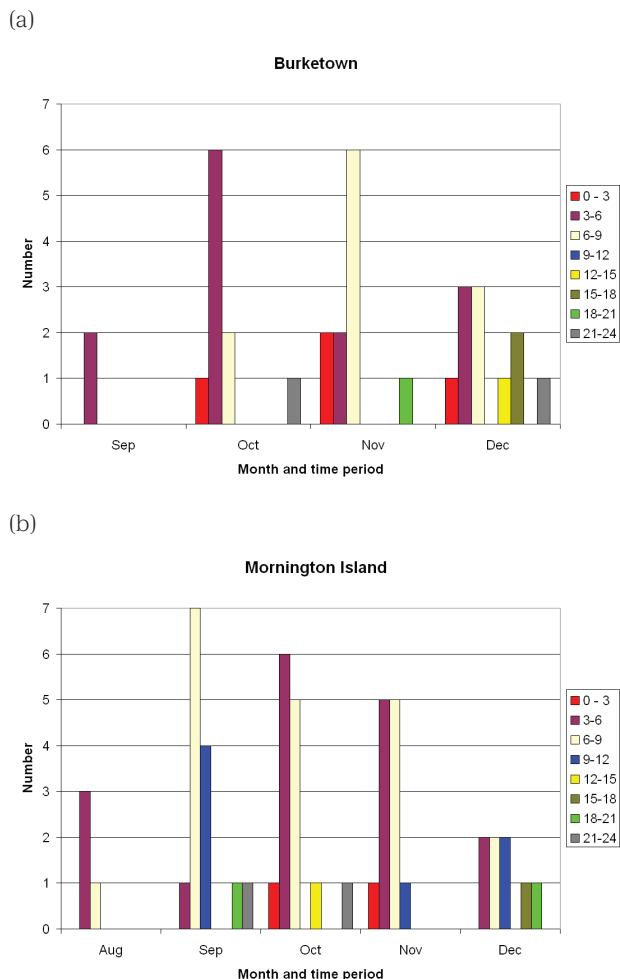 (a)
Burketown
7
6
5
4
3
2
1
0
Number
Sep Oct Nov Dec
Month and time period
0 - 3
3-6
6-9
9-12
12-15
15-18
18-21
21-24
(b)
Mornington Island
7
6
5
4
3
2
1
0
Number
Aug Sep Oct Nov Dec
Month and time period
0 - 3
3-6
6-9
9-12
12-15
15-18
18-21
21-24